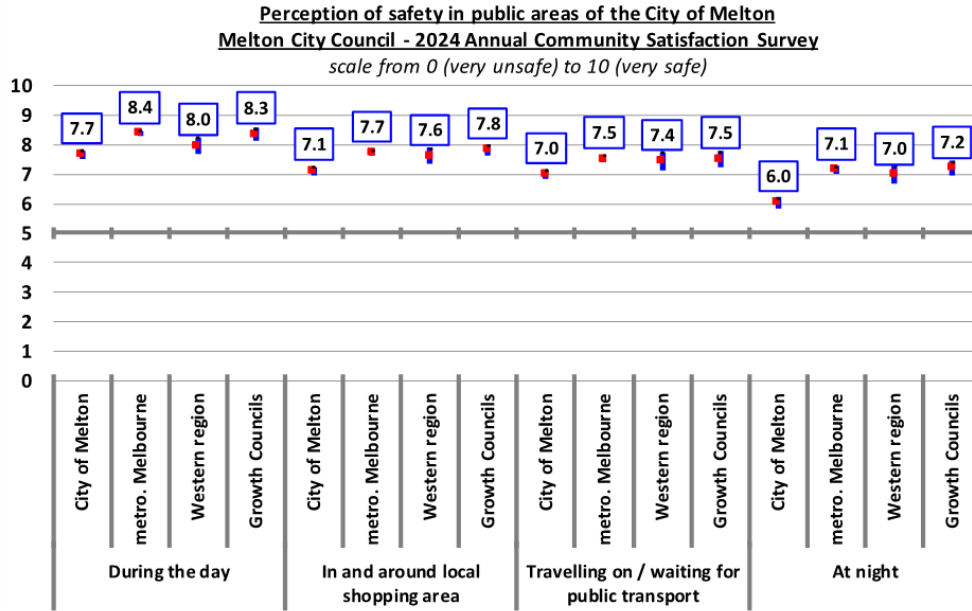 Perception of safety in public areas of the City of Melton
Melton City Council - 2024 Annual Community Satisfaction Survey
scale from 0 (very unsafe) to 10 (very safe)
10
9
8
7
6
5
4
3
2
1
0
7.7
8.4
8.0
8.3
7.1
7.7
7.6
7.8
7.0
7.5
7.4
7.5
6.0
7.1
7.0
7.2
City of Melton
metro. Melbourne
Western region
Growth Councils
City of Melton
metro. Melbourne
Western region
Growth Councils
City of Melton
metro. Melbourne
Western region
Growth Councils
City of Melton
metro. Melbourne
Western region
Growth Councils
During the day
In and around local
shopping area
Travelling on / waiting for
public transport
At night